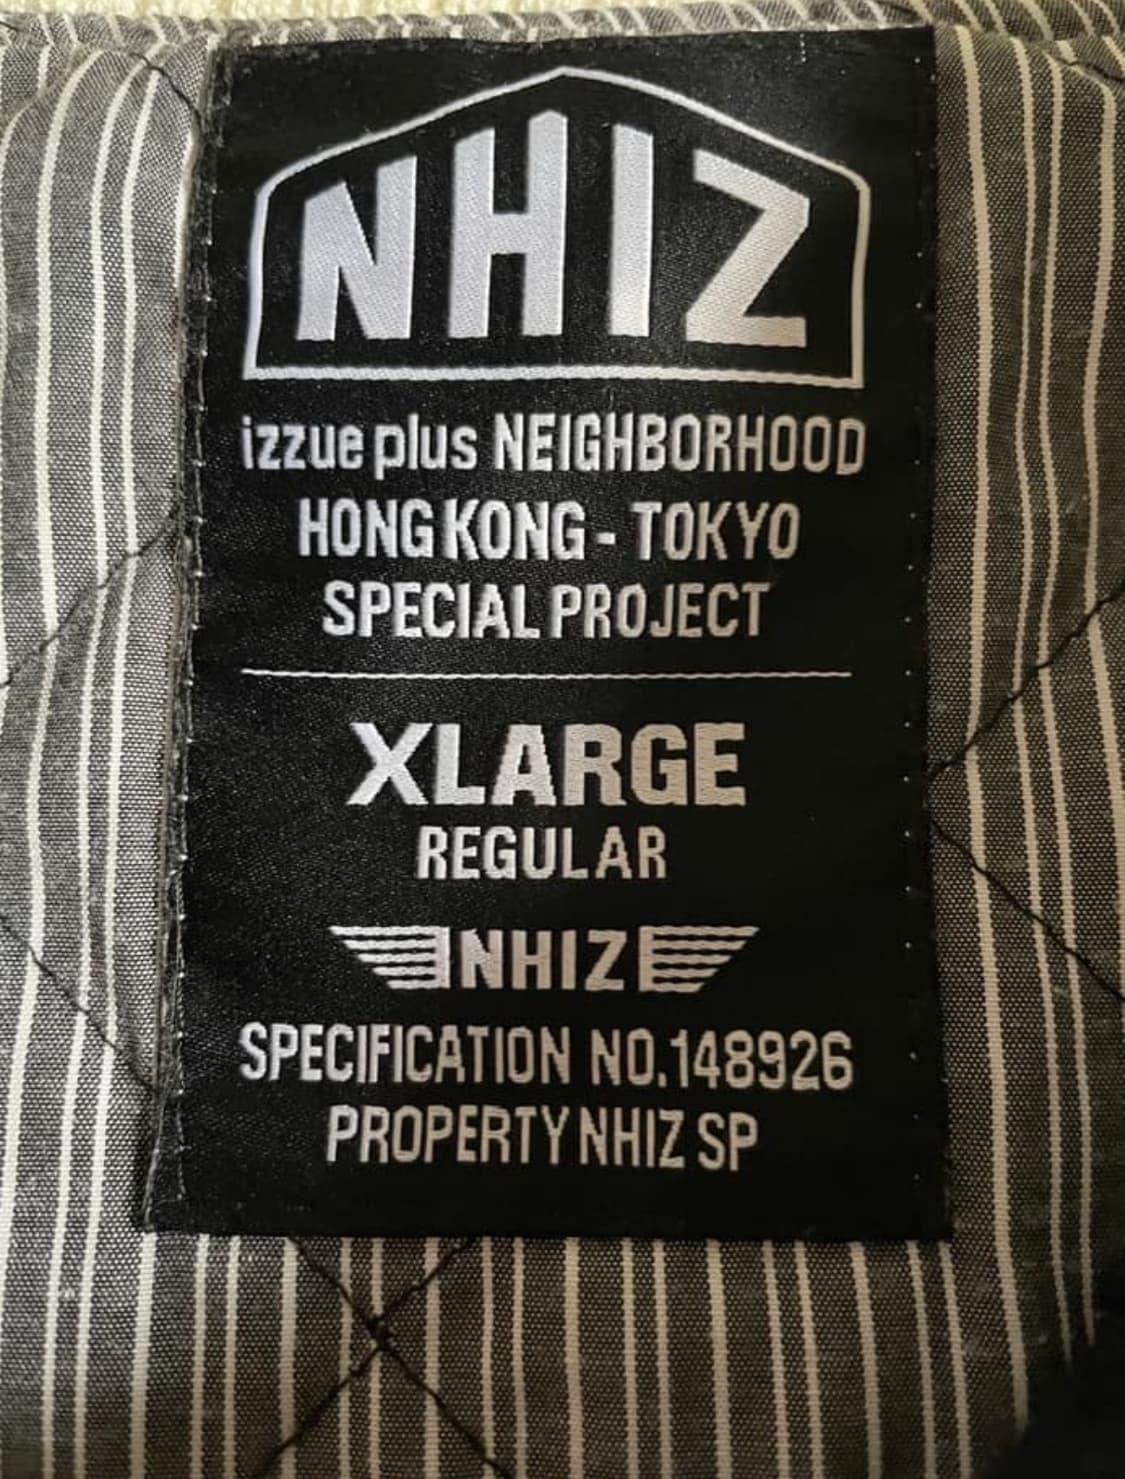 NHIZ
izzue plus NEIGHBORHOOD
HONG KONG - TOKYO
SPECIAL PROJECT
XLARGE
REGULAR
NHIZ
SPECIFICATION NO.148926
PROPERTY NHIZ SP